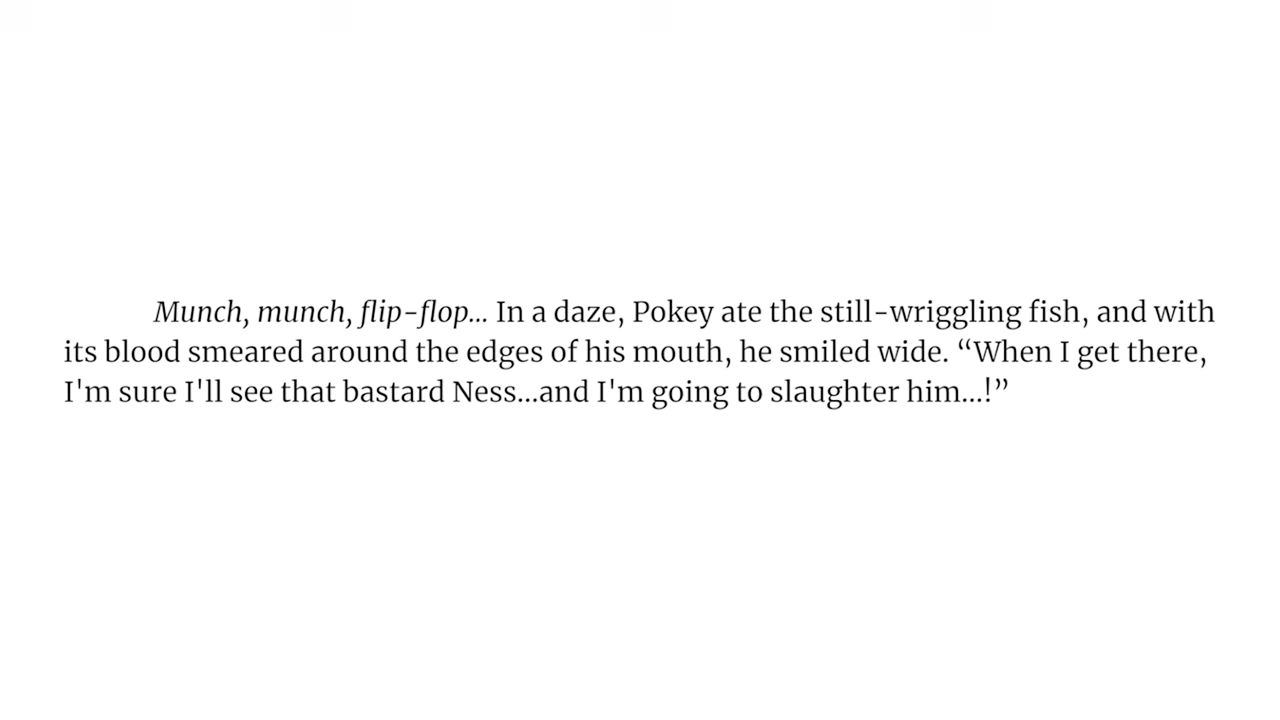 Munch, munch, flip-flop... In a daze, Pokey ate the still-wriggling fish, and with
its blood smeared around the edges of his mouth, he smiled wide. “When I get there,
I'm sure I'll see that bastard Ness...and I'm going to slaughter him...!”